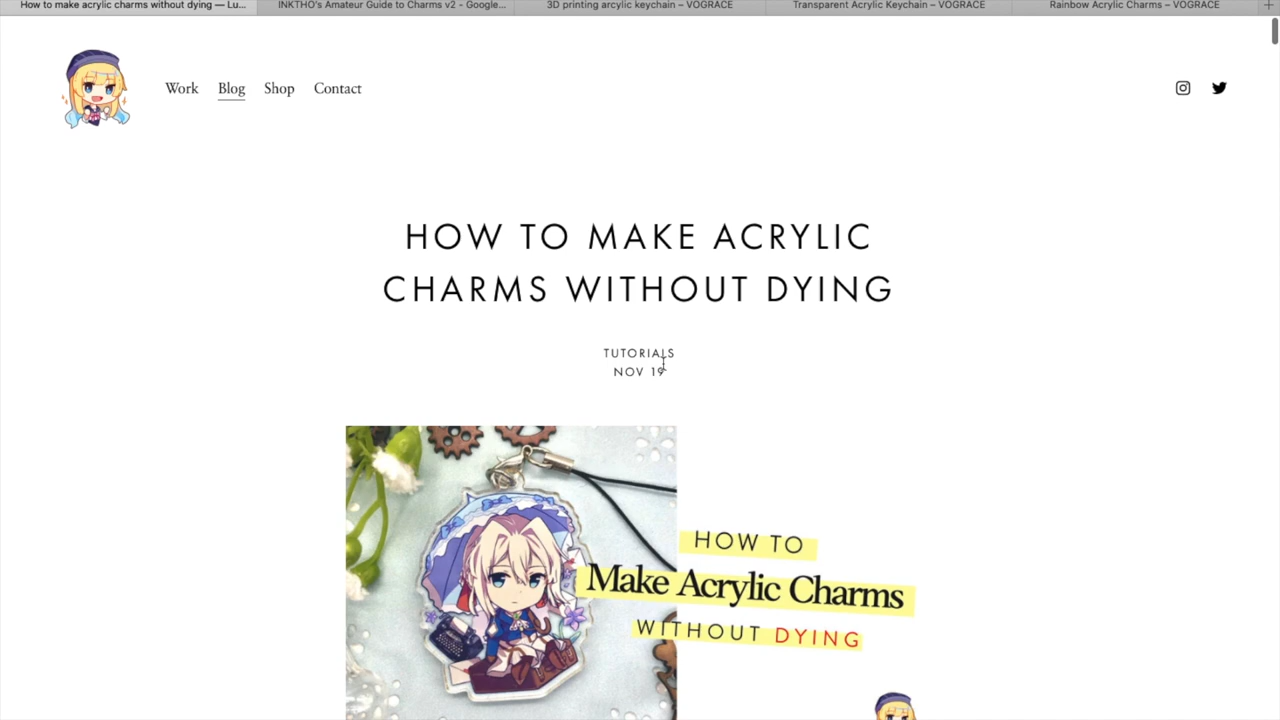 How to make acrylic charms without dying — Lu...
INKTHO's Amateur Guide to Charms v2 - Google...
3D printing arcylic keychain – VOGRACE
Transparent Acrylic Keychain – VOGRACE
Rainbow Acrylic Charms – VOGRACE
Work
Blog
Shop
Contact
HOW TO MAKE ACRYLIC
CHARMS WITHOUT DYING
TUTORIALS
NOV 19
HOW TO
Make Acrylic Charms
WITHOUT DYING